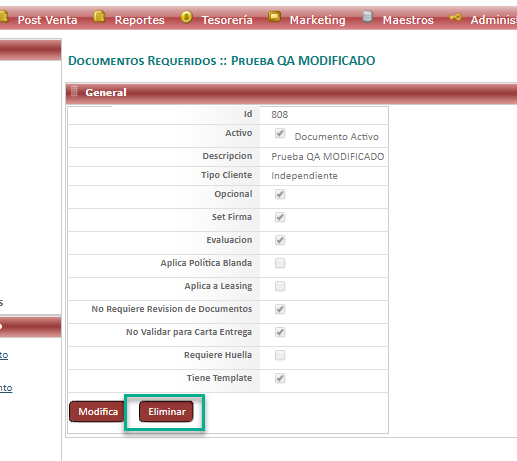 Post Venta Reportes Tesorería Marketing Maestros Adminis
DOCUMENTOS REQUERIDOS :: PRUEBA QA MODIFICADO
General
Id 808
Activo Documento Activo
Descripcion Prueba QA MODIFICADO
Tipo Cliente Independiente
Opcional
Set Firma
Evaluacion
Aplica Política Blanda
Aplica a Leasing
s
No Requiere Revision de Documentos
o
No Validar para Carta Entrega
to
Requiere Huella
Tiene Template
nto
Modifica Eliminar